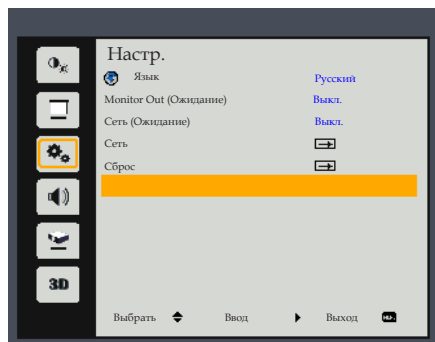 Настр.
Язык Русский
Monitor Out (Ожидание) Выкл.
Сеть (Ожидание) Выкл.
Сеть
Сброс
3D
Выбрать Ввод Выход